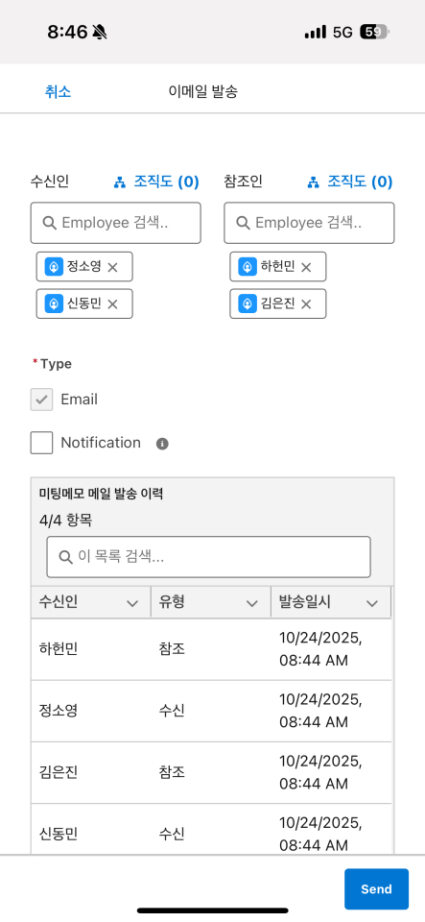 8:46
5G
59
취소
이메일 발송
수신인
조직도 (0)
참조인
조직도 (0)
Employee 검색..
Employee 검색..
정소영
하헌민
신동민
김은진
* Type
Email
Notification
미팅메모 메일 발송 이력
4/4 항목
이 목록 검색...
수신인
유형
발송일시
하헌민
참조
10/24/2025,
08:44 AM
정소영
수신
10/24/2025,
08:44 AM
김은진
참조
10/24/2025,
08:44 AM
신동민
수신
10/24/2025,
08:44 AM
Send